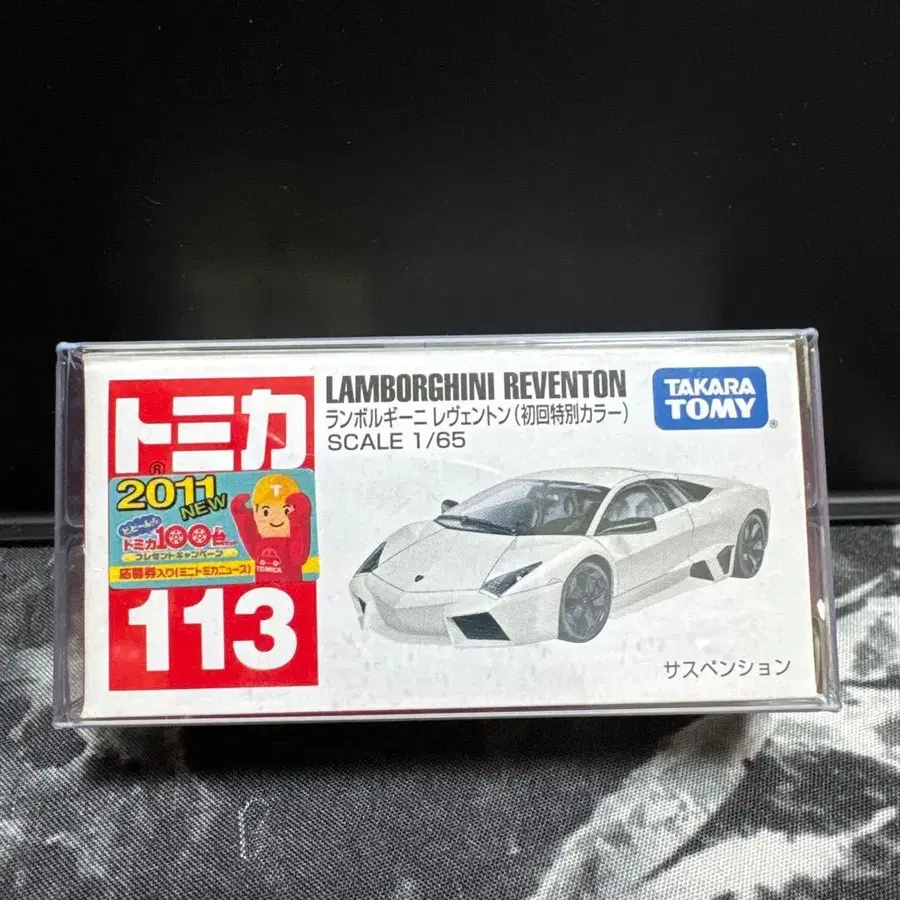 LAMBORGHINI REVENTON
ランボルギーニ レヴェントン(初回特別カラー)
SCALE 1/65
TAKARA
TOMY®
トミカ
®
2011
NEW
トミカ100台
プレゼントキャンペーン
応募券入り(ミニトミカニュース)
T
TOMICA
113
サスペンション